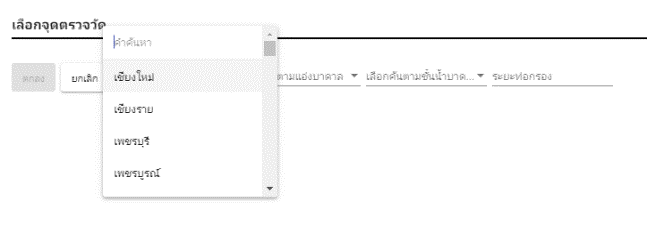 เลือกจุดตรวจวัด
คำค้นหา
ตกลง ยกเลิก เชียงใหม่ ตามแอ่งบาดาล เลือกค้นตามชั้นน้ำบาด... ระยะท่อกรอง
เชียงราย
เพชรบุรี
เพชรบูรณ์